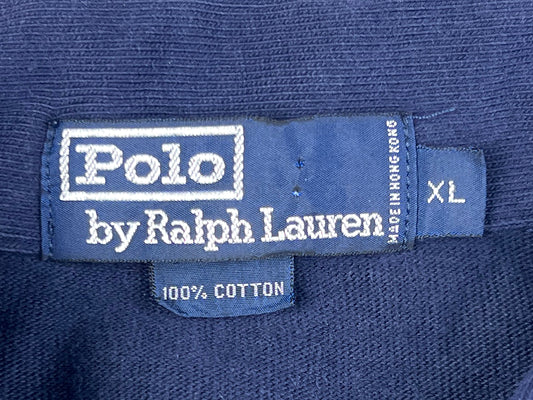 Polo
by Ralph Lauren
MADE IN HONG KONG
XL
100% COTTON